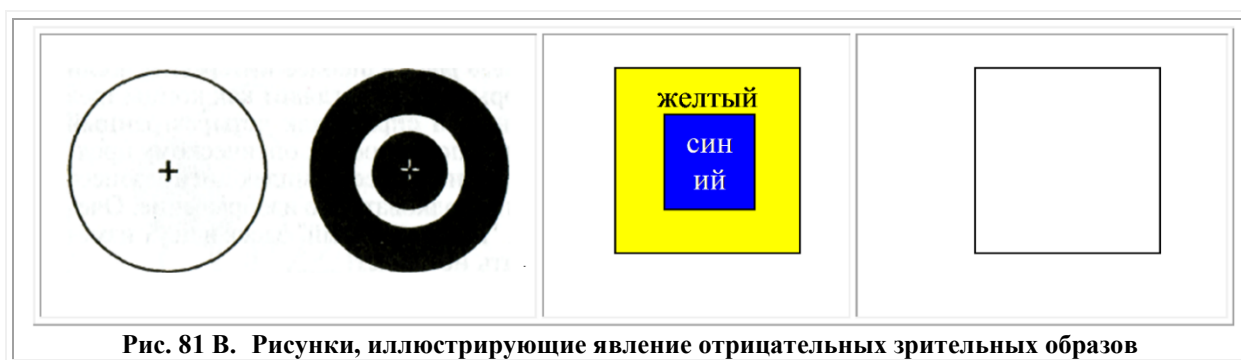 желтый
син
ий
Рис. 81 В. Рисунки, иллюстрирующие явление отрицательных зрительных образов